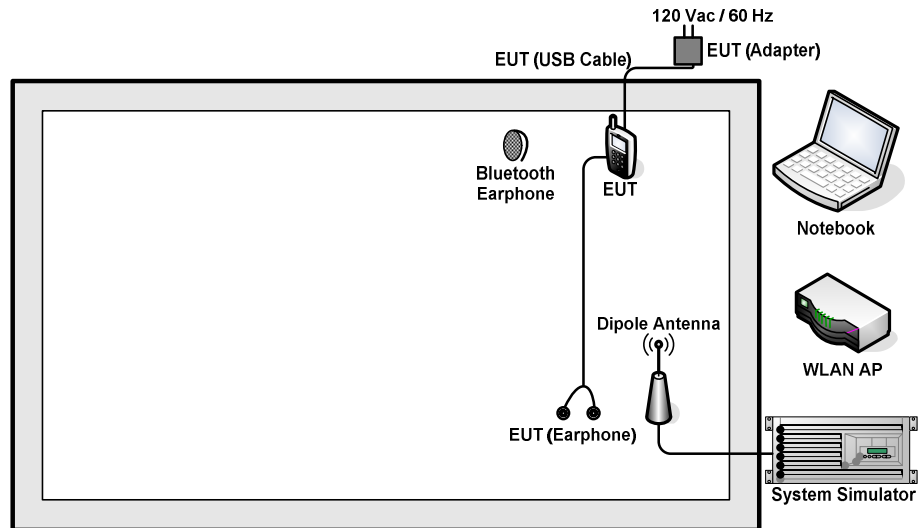 120 Vac / 60 Hz
EUT (USB Cable)
EUT (Adapter)
Bluetooth
Earphone
EUT
Notebook
Dipole Antenna
WLAN AP
EUT (Earphone)
System Simulator